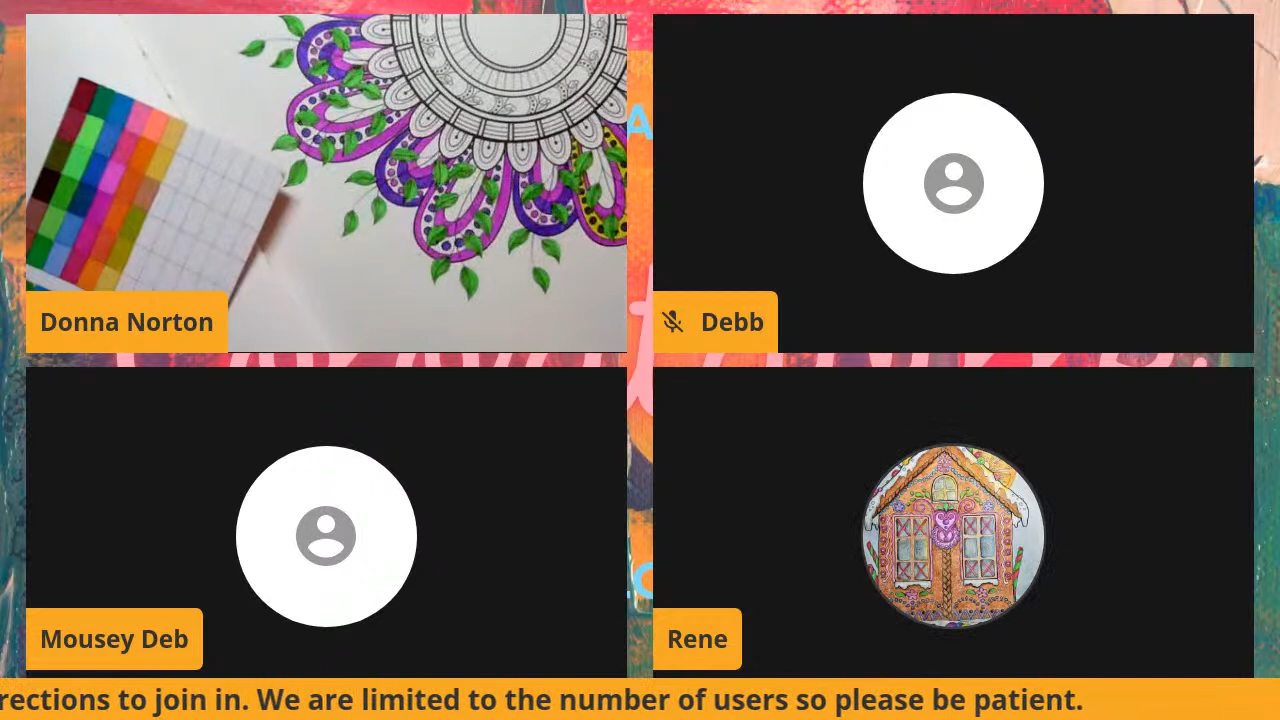 Donna Norton
Debb
Mousey Deb
Rene
rections to join in. We are limited to the number of users so please be patient.